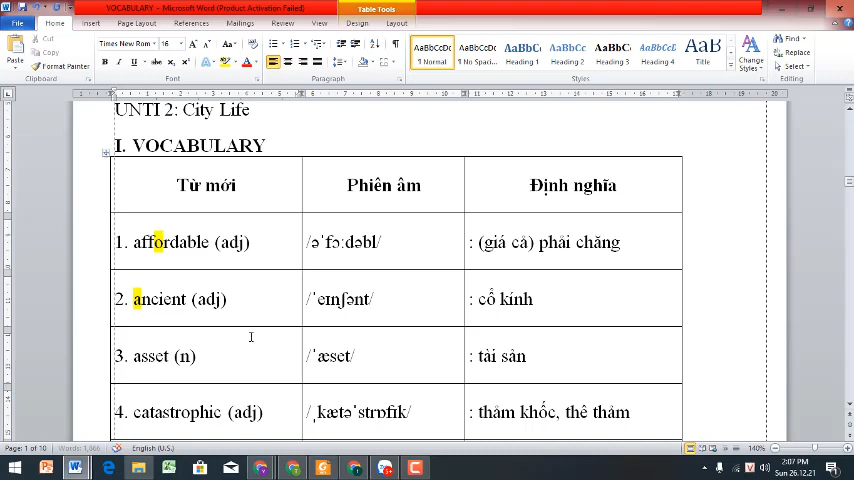 VOCABULARY - Microsoft Word (Product Activation Failed)
Table Tools
File Home Insert Page Layout References Mailings Review View Design Layout
Cut
Copy
Format Painter
Paste
Clipboard
Times New Rom 16
Font
Paragraph
AaBbCcDc AaBbCcDc AaBbC AaBbCc AaBbCc AaBbCc AaB
¶ Normal ¶ No Spaci... Heading 1 Heading 2 Heading 3 Heading 4 Title
Change Styles
Styles
Find
Replace
Select
Editing
UNTI 2: City Life
I. VOCABULARY
Từ mới Phiên âm Định nghĩa
1. affordable (adj) /əˈfɔːdəbl/ : (giá cả) phải chăng
2. ancient (adj) /ˈeɪnʃənt/ : cổ kính
3. asset (n) /ˈæset/ : tài sản
4. catastrophic (adj) /ˌkætəˈstrɒfɪk/ : thảm khốc, thê thảm
Page: 1 of 10 Words: 1,866 English (U.S.) 140%
2:07 PM
26.12.21